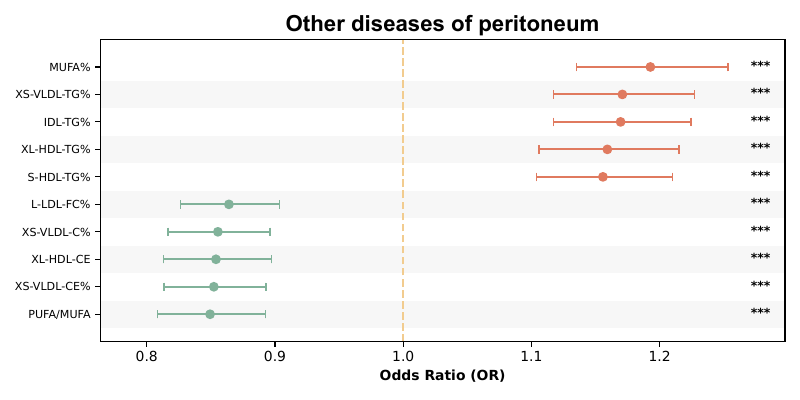 Other diseases of peritoneum
MUFA% ***
XS-VLDL-TG% ***
IDL-TG% ***
XL-HDL-TG% ***
S-HDL-TG% ***
L-LDL-FC% ***
XS-VLDL-C% ***
XL-HDL-CE ***
XS-VLDL-CE% ***
PUFA/MUFA ***
0.8 0.9 1.0 1.1 1.2
Odds Ratio (OR)